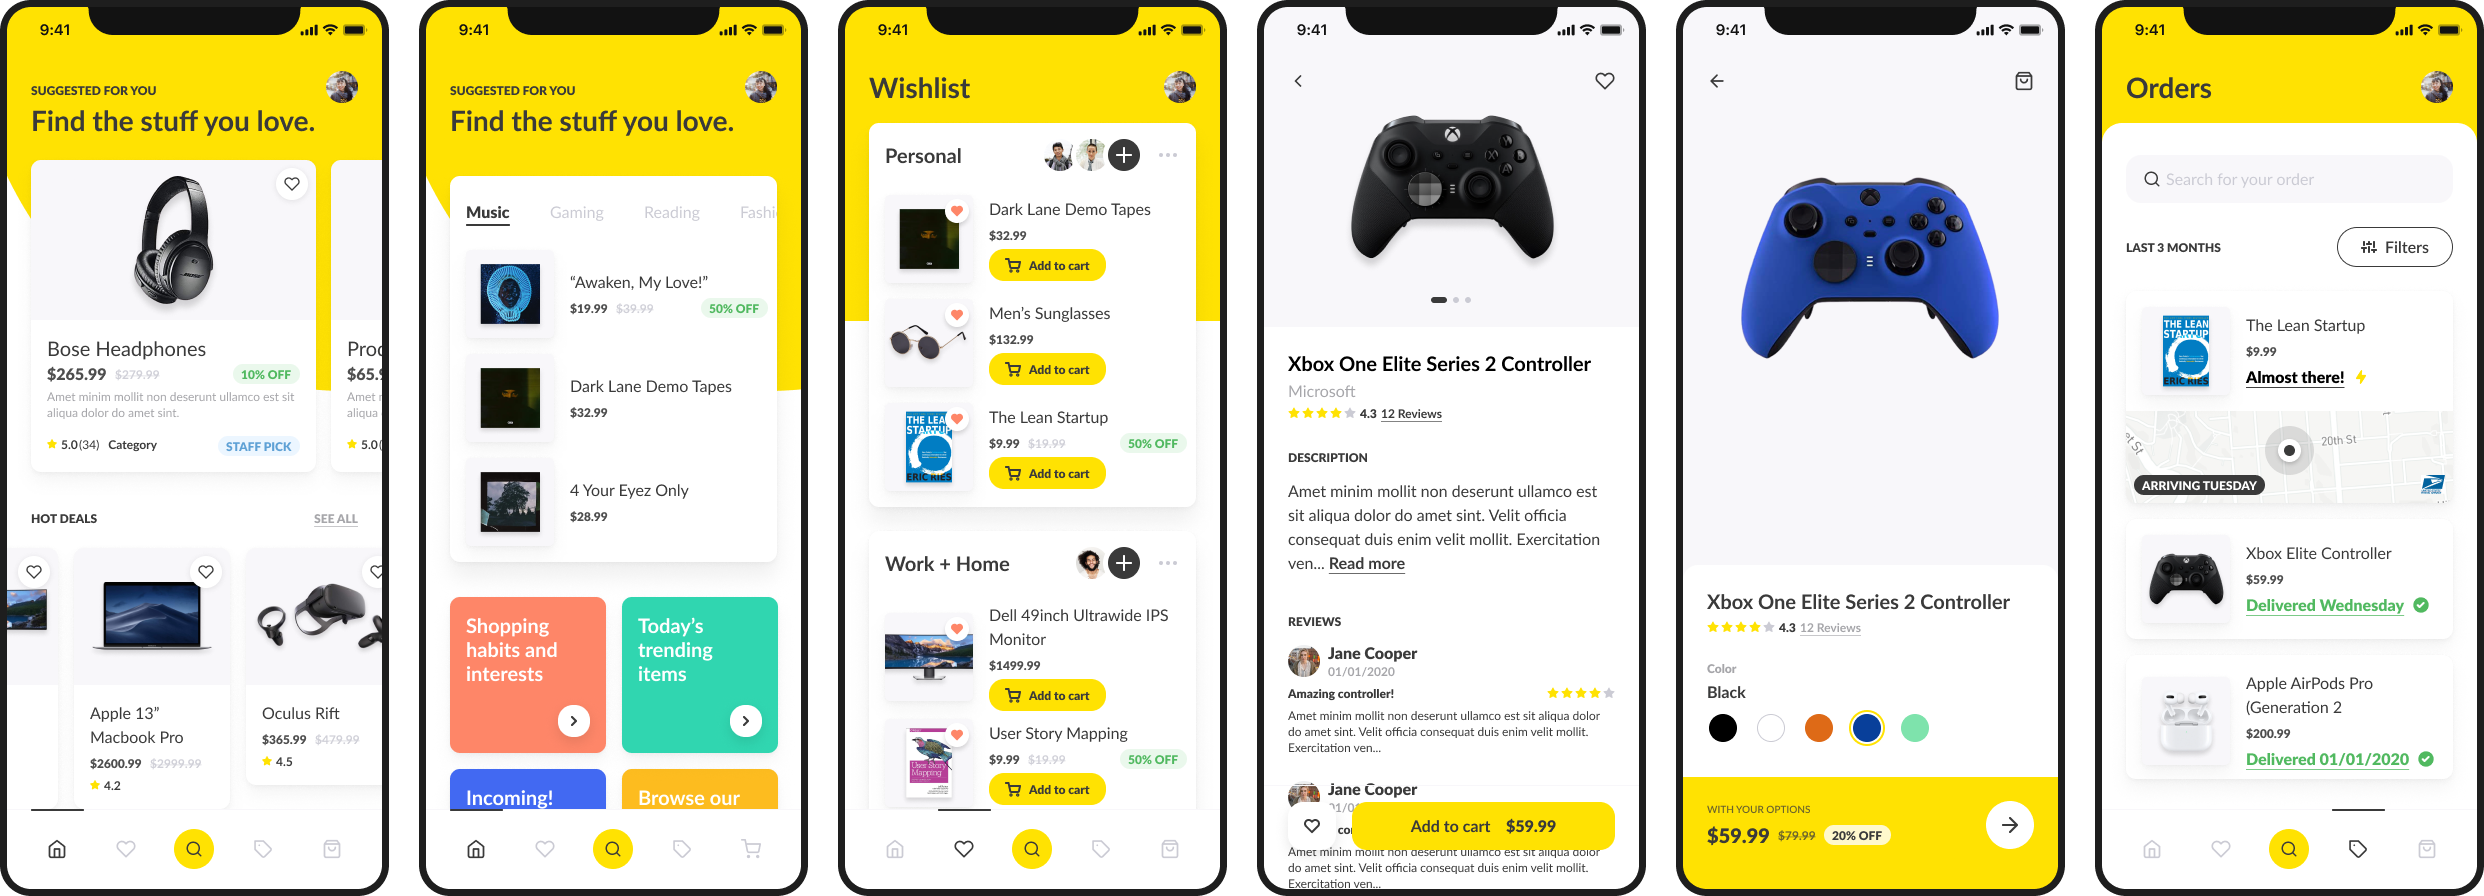 9:41
SUGGESTED FOR YOU
Find the stuff you love.
Bose Headphones
$265.99 $279.99 10% OFF
Amet minim mollit non deserunt ullamco est sit
aliqua dolor do amet sint.
5.0(34) Category STAFF PICK
$65.
HOT DEALS SEE ALL
Apple 13”
Macbook Pro
$2600.99 $2999.99
4.2
Oculus Rift
$365.99 $479.99
4.5
9:41
SUGGESTED FOR YOU
Find the stuff you love.
Music Gaming Reading
“Awaken, My Love!”
$19.99 $39.99 50% OFF
Dark Lane Demo Tapes
$32.99
4 Your Eyez Only
$28.99
Shopping
habits and
interests
Today’s
trending
items
Incoming!
Browse our
9:41
Wishlist
Personal
Dark Lane Demo Tapes
$32.99
Add to cart
Men’s Sunglasses
$132.99
Add to cart
THE LEAN
STARTUP
ERIC RIES
The Lean Startup
$9.99 $19.99 50% OFF
Add to cart
Work + Home
Dell 49inch Ultrawide IPS
Monitor
$1499.99
Add to cart
User Story
Mapping
User Story Mapping
$9.99 $19.99 50% OFF
Add to cart
9:41
Xbox One Elite Series 2 Controller
Microsoft
4.3 12 Reviews
DESCRIPTION
Amet minim mollit non deserunt ullamco est
sit aliqua dolor do amet sint. Velit officia
consequat duis enim velit mollit. Exercitation
ven... Read more
REVIEWS
Jane Cooper
01/01/2020
Amazing controller!
Amet minim mollit non deserunt ullamco est sit aliqua dolor
do amet sint. Velit officia consequat duis enim velit mollit.
Exercitation ven...
Jane Cooper
Add to cart $59.99
Amet minim mollit non deserunt ullamco est sit aliqua dolor
do amet sint. Velit officia consequat duis enim velit mollit.
Exercitation ven...
9:41
Xbox One Elite Series 2 Controller
4.3 12 Reviews
Color
Black
WITH YOUR OPTIONS
$59.99 $79.99 20% OFF
9:41
Orders
Search for your order
LAST 3 MONTHS Filters
THE LEAN
STARTUP
ERIC RIES
The Lean Startup
$9.99
Almost there!
20th St
et St
ARRIVING TUESDAY
Xbox Elite Controller
$59.99
Delivered Wednesday
Apple AirPods Pro
(Generation 2
$200.99
Delivered 01/01/2020